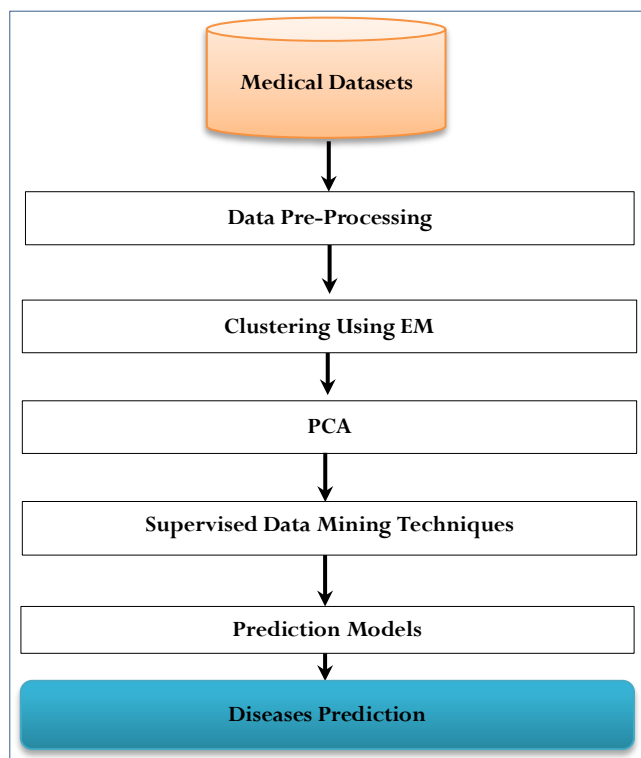 Medical Datasets
Data Pre-Processing
Clustering Using EM
PCA
Supervised Data Mining Techniques
Prediction Models
Diseases Prediction